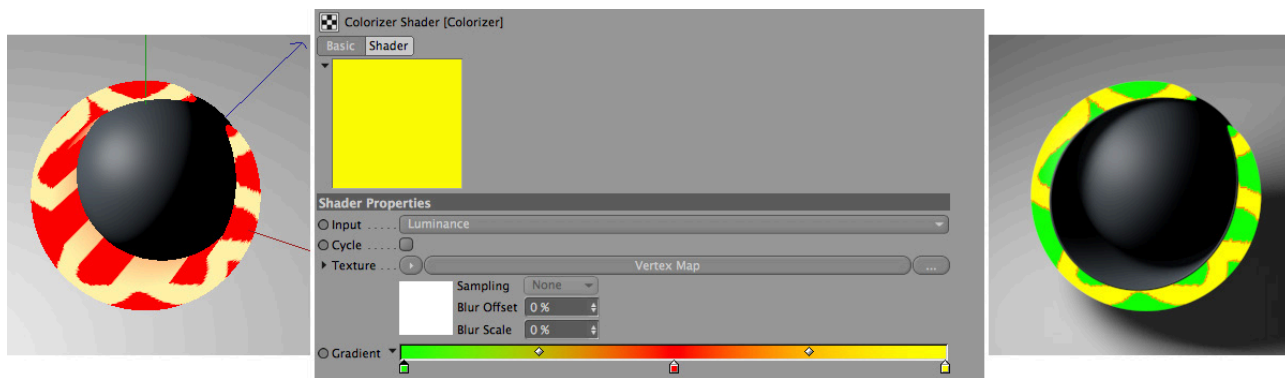 Colorizer Shader [Colorizer]
Basic Shader
Shader Properties
Input ..... Luminance
Cycle .....
Texture ... Vertex Map ...
Sampling None
Blur Offset 0 %
Blur Scale 0 %
Gradient